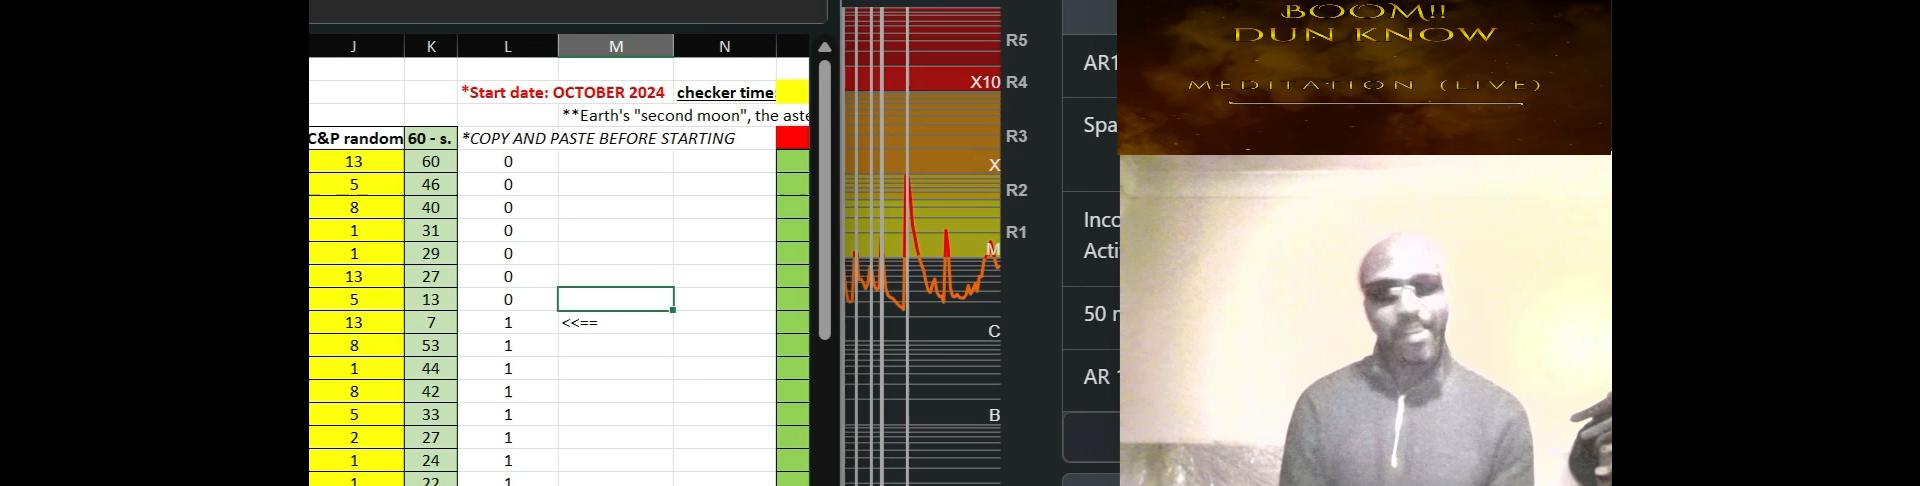 J K L M N
*Start date: OCTOBER 2024 checker time:
**Earth's "second moon", the aste
C&P random 60 - s. *COPY AND PASTE BEFORE STARTING
13 60 0
5 46 0
8 40 0
1 31 0
1 29 0
13 27 0
5 13 0
13 7 1 <<==
8 53 1
1 44 1
8 42 1
5 33 1
2 27 1
1 24 1
1 22 1
R5
X10 R4
R3
X
R2
R1
M
C
B
AR1
Spa
Inco
Acti
50 m
AR 1
BOOM!!
DUN KNOW
MEDITATION (LIVE)